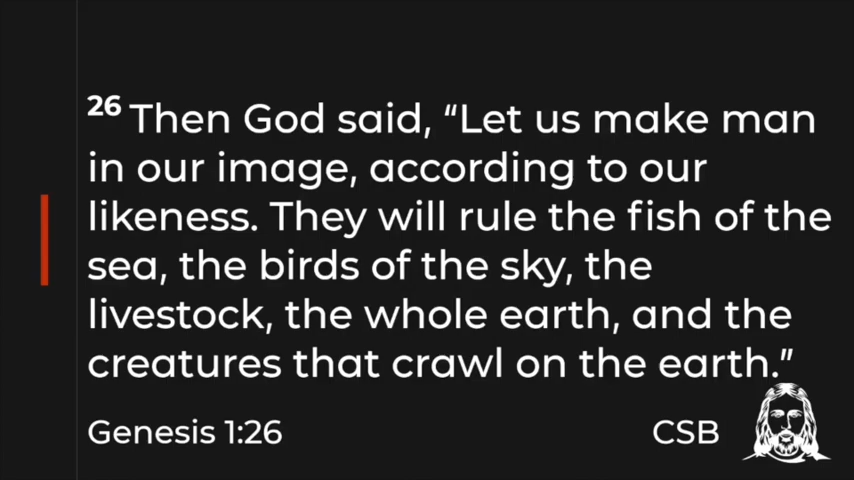 26 Then God said, “Let us make man
in our image, according to our
likeness. They will rule the fish of the
sea, the birds of the sky, the
livestock, the whole earth, and the
creatures that crawl on the earth.”
Genesis 1:26 CSB